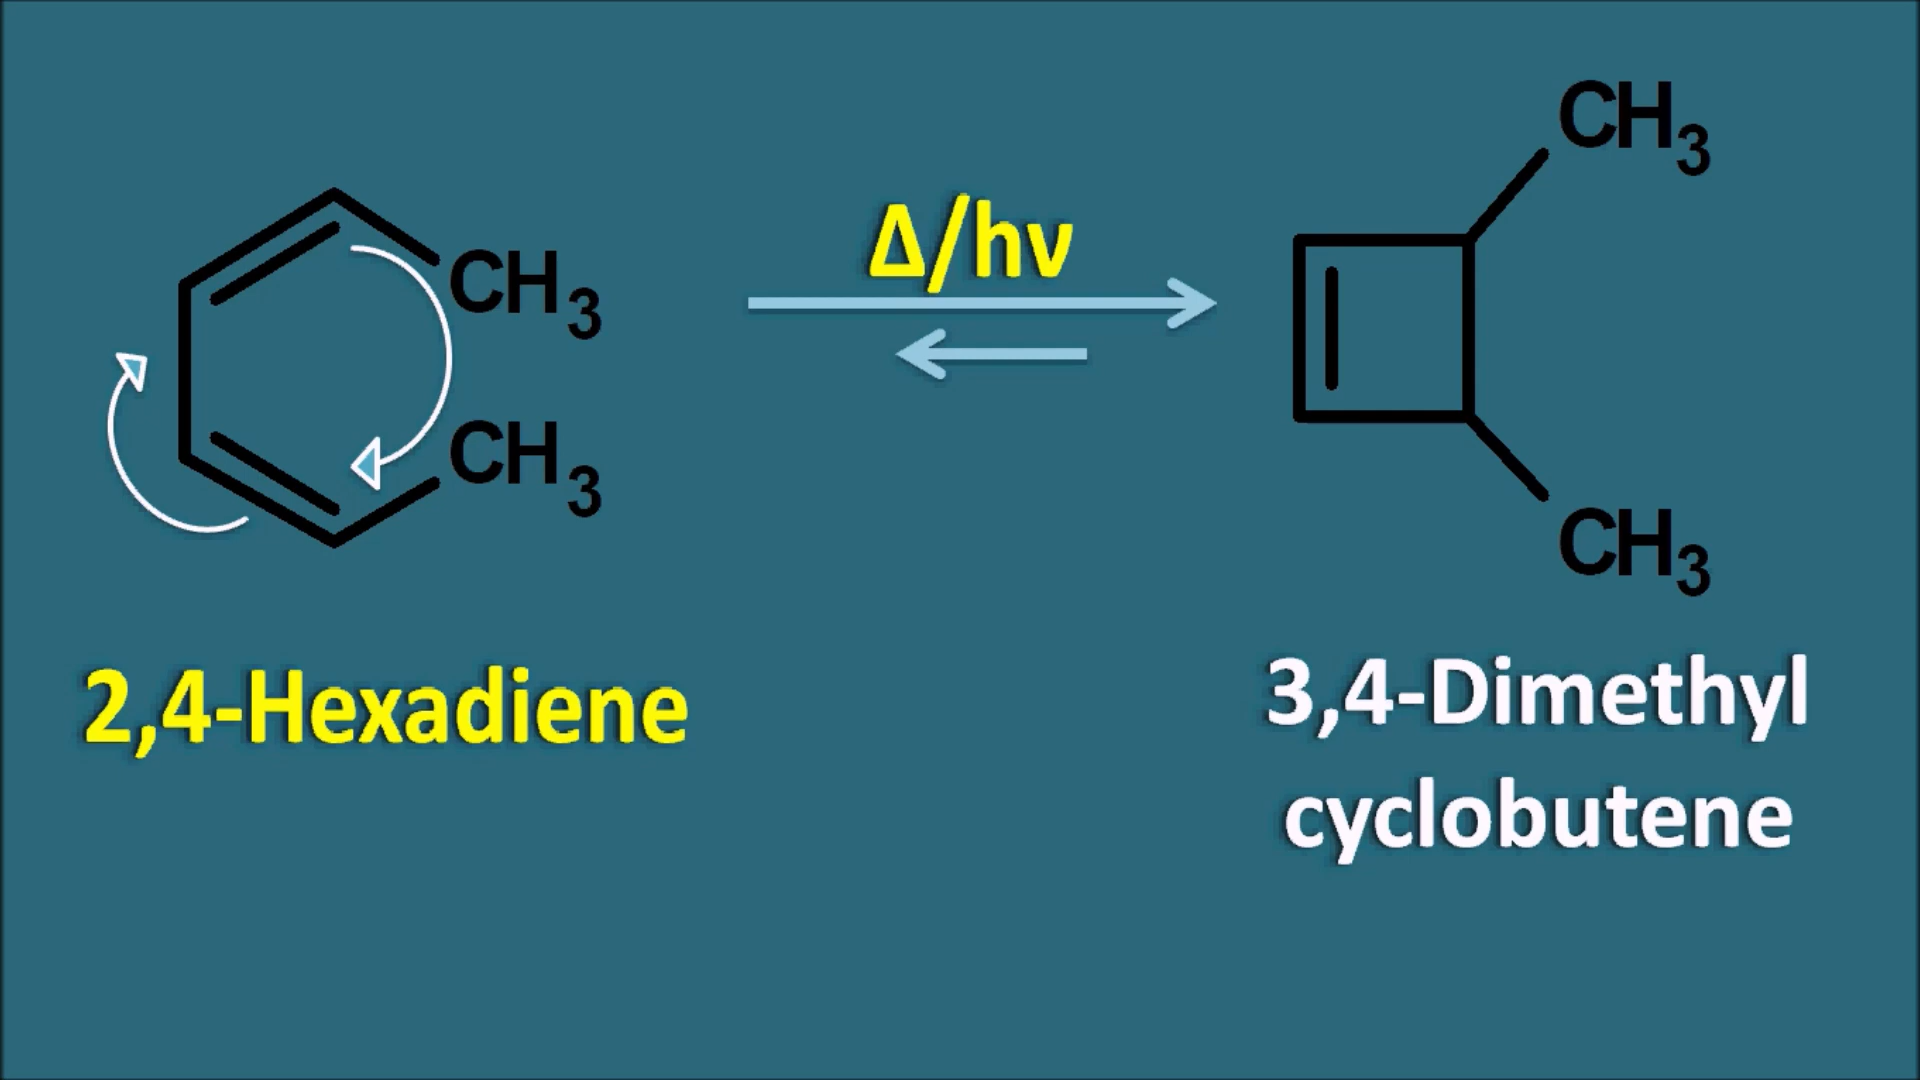 CH3
Δ/hν
CH3
CH3
CH3
2,4-Hexadiene
3,4-Dimethyl
cyclobutene